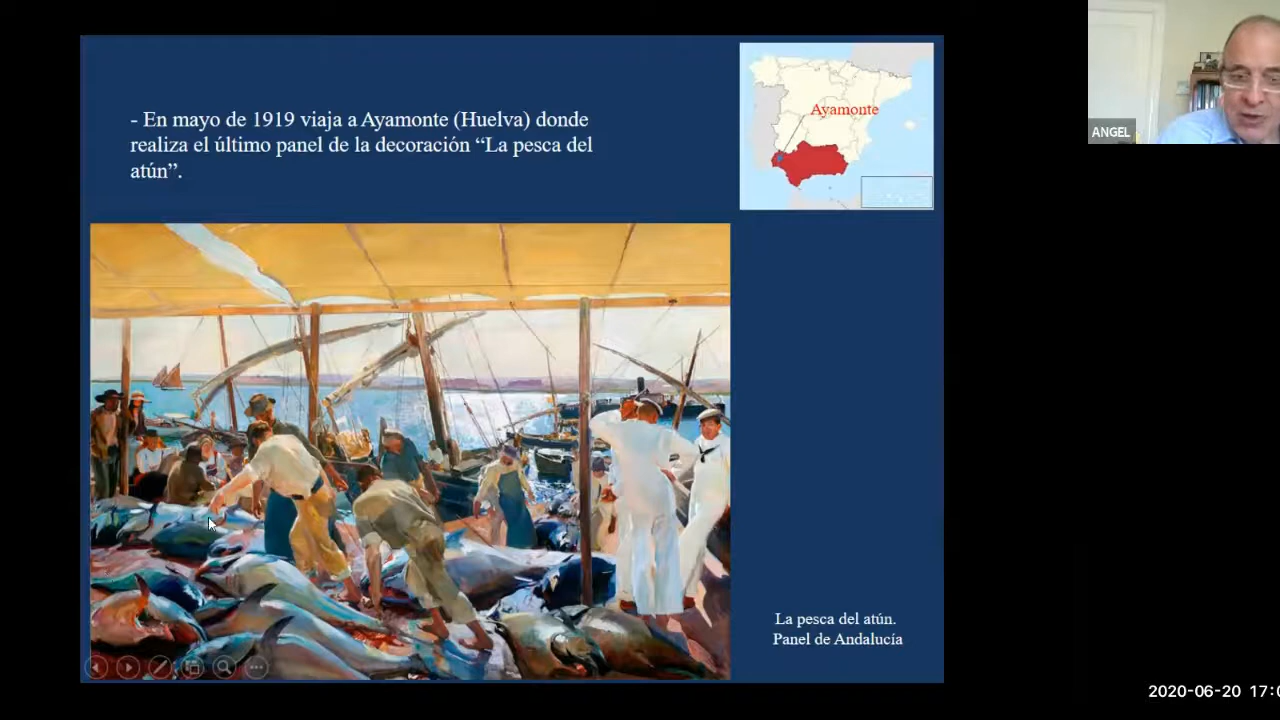 - En mayo de 1919 viaja a Ayamonte (Huelva) donde
realiza el último panel de la decoración “La pesca del
atún”.
Ayamonte
ANGEL
La pesca del atún.
Panel de Andalucía
2020-06-20 17:0